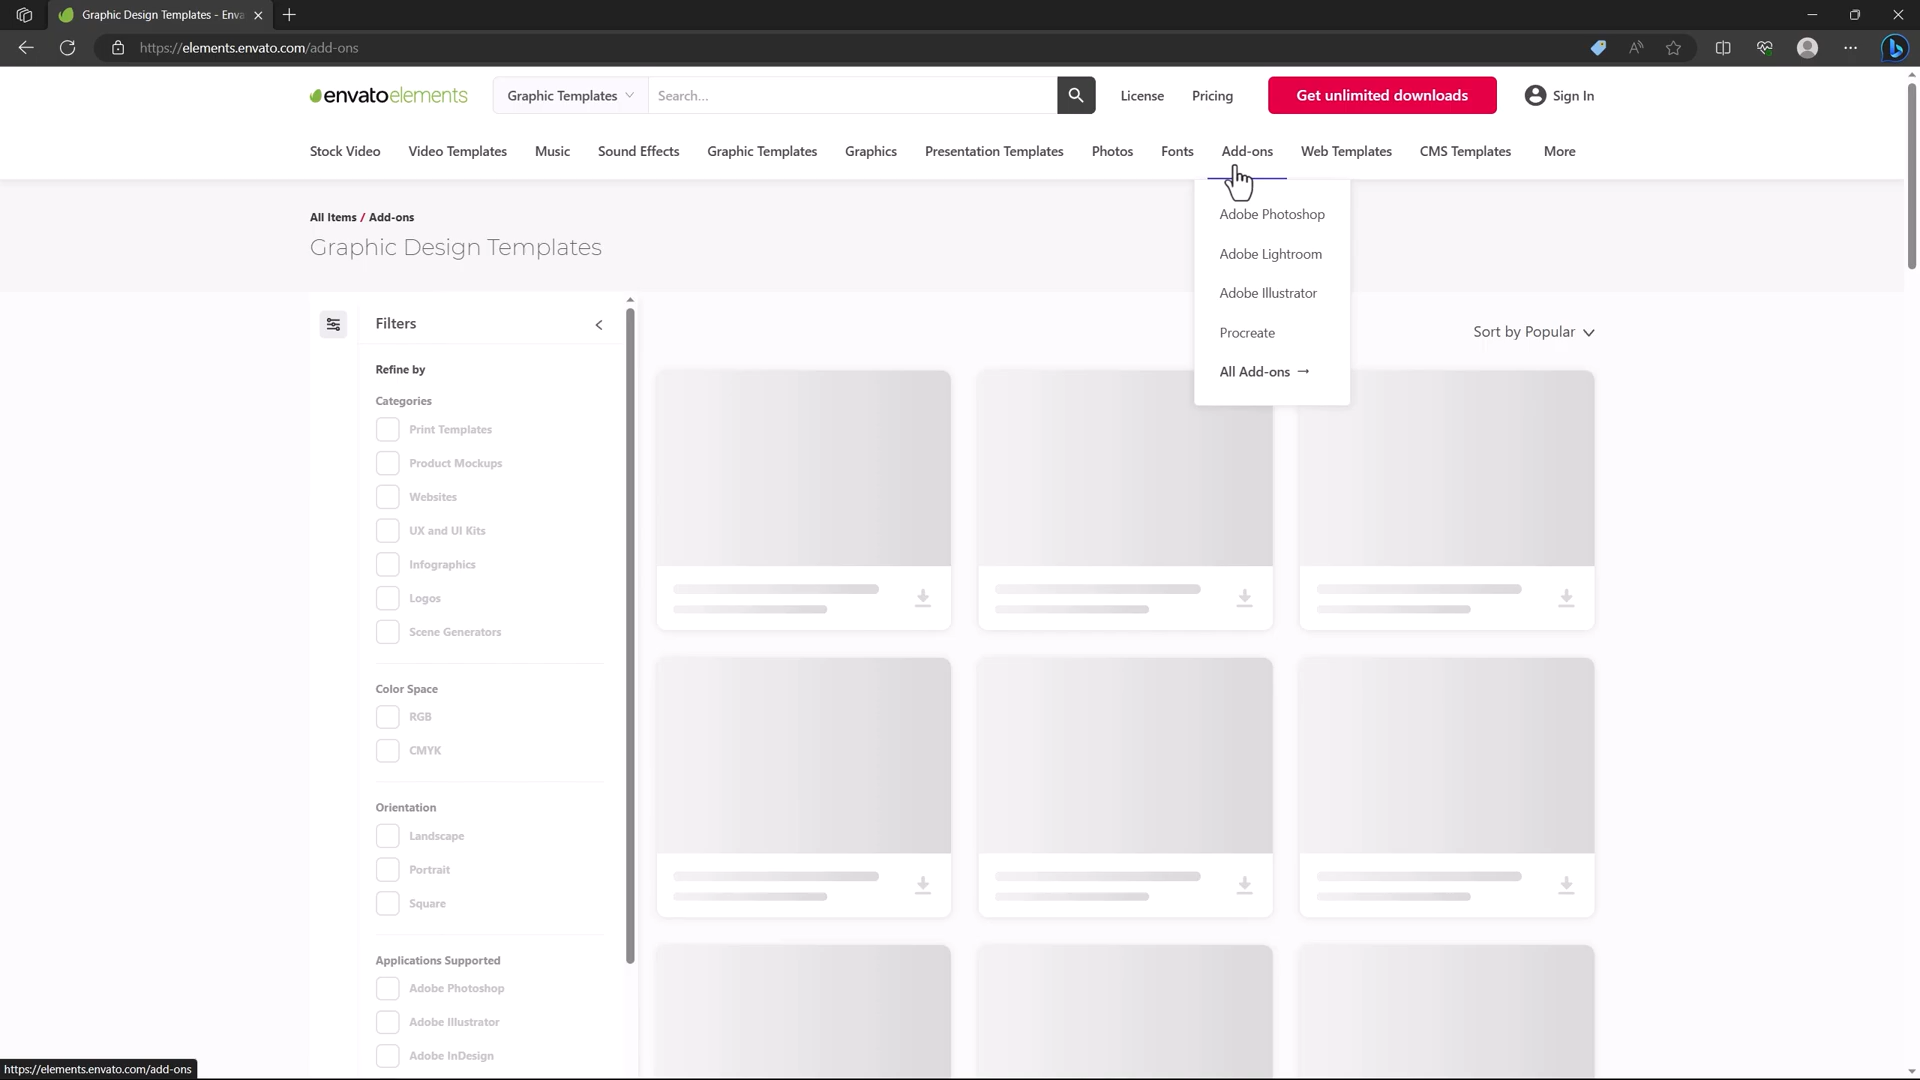 Graphic Design Templates - Enva
https://elements.envato.com/add-ons
envatoelements
Graphic Templates
Search...
License
Pricing
Get unlimited downloads
Sign In
Stock Video
Video Templates
Music
Sound Effects
Graphic Templates
Graphics
Presentation Templates
Photos
Fonts
Add-ons
Web Templates
CMS Templates
More
All Items / Add-ons
Graphic Design Templates
Adobe Photoshop
Adobe Lightroom
Adobe Illustrator
Procreate
All Add-ons →
Filters
Sort by Popular
Refine by
Categories
Print Templates
Product Mockups
Websites
UX and UI Kits
Infographics
Logos
Scene Generators
Color Space
RGB
CMYK
Orientation
Landscape
Portrait
Square
Applications Supported
Adobe Photoshop
Adobe Illustrator
Adobe InDesign
https://elements.envato.com/add-ons